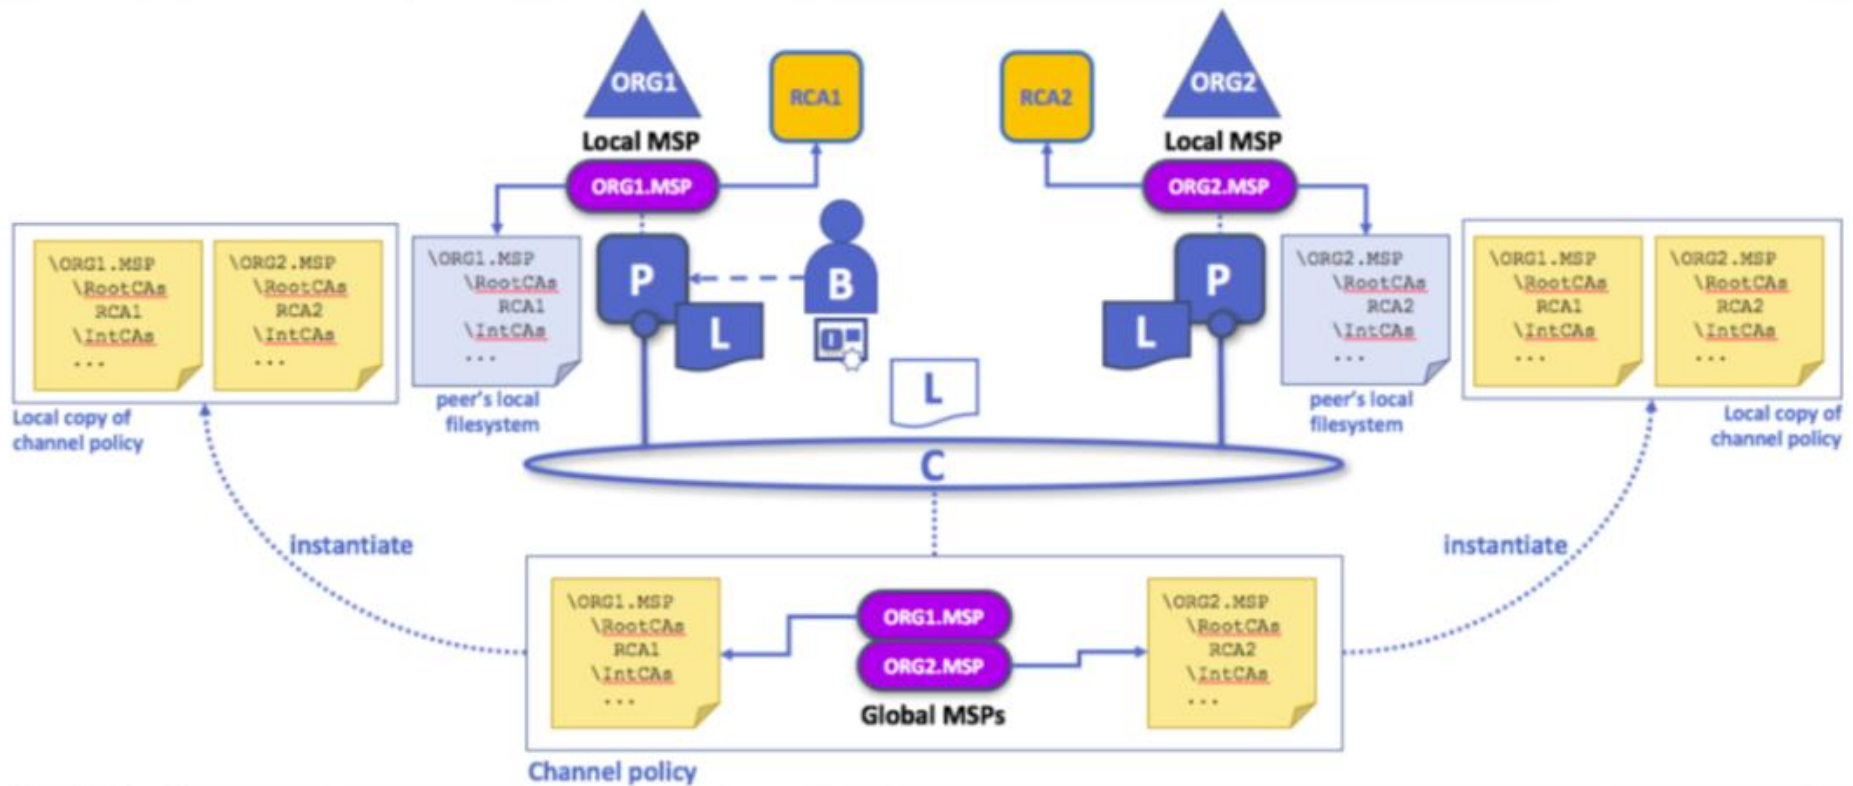 ORG1
RCA1
RCA2
ORG2
Local MSP
Local MSP
ORG1.MSP
ORG2.MSP
\ORG1.MSP
\RootCAs
RCA1
\IntCAs
...
\ORG2.MSP
\RootCAs
RCA2
\IntCAs
...
Local copy of
channel policy
\ORG1.MSP
\RootCAs
RCA1
\IntCAs
...
peer's local
filesystem
P
L
B
I
L
P
L
\ORG2.MSP
\RootCAs
RCA2
\IntCAs
...
peer's local
filesystem
\ORG1.MSP
\RootCAs
RCA1
\IntCAs
...
\ORG2.MSP
\RootCAs
RCA2
\IntCAs
...
Local copy of
channel policy
C
instantiate
instantiate
\ORG1.MSP
\RootCAs
RCA1
\IntCAs
...
ORG1.MSP
ORG2.MSP
Global MSPs
\ORG2.MSP
\RootCAs
RCA2
\IntCAs
...
Channel policy